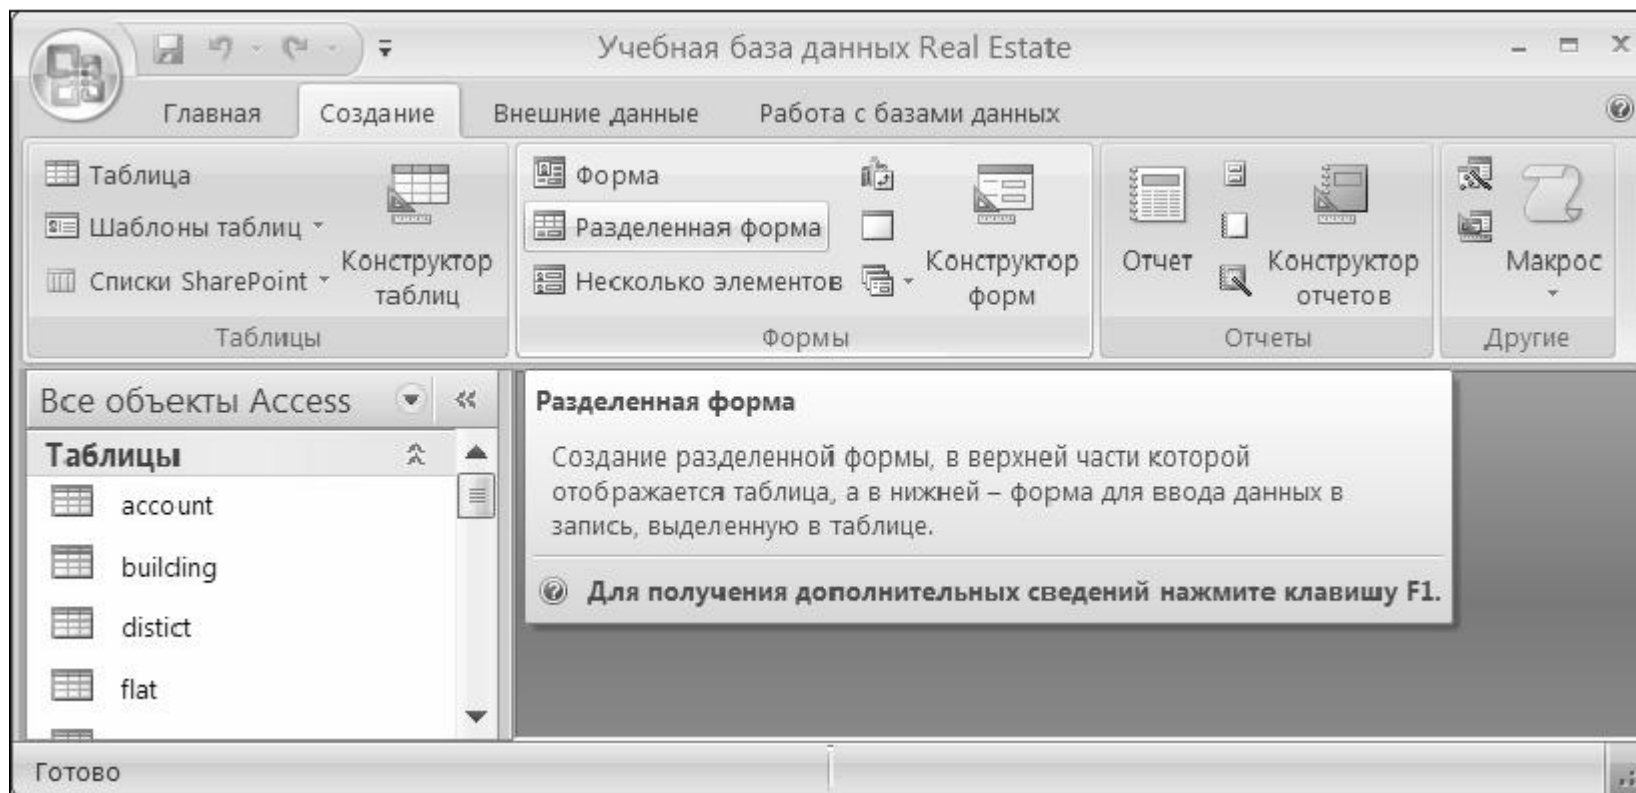 Учебная база данных Real Estate
Главная Создание Внешние данные Работа с базами данных
Таблица
Шаблоны таблиц
Списки SharePoint
Конструктор таблиц
Таблицы
Форма
Разделенная форма
Несколько элементов
Конструктор форм
Формы
Отчет
Конструктор отчетов
Отчеты
Макрос
Другие
Все объекты Access
Таблицы
account
building
distict
flat
Разделенная форма
Создание разделенной формы, в верхней части которой
отображается таблица, а в нижней – форма для ввода данных в
запись, выделенную в таблице.
Для получения дополнительных сведений нажмите клавишу F1.
Готово